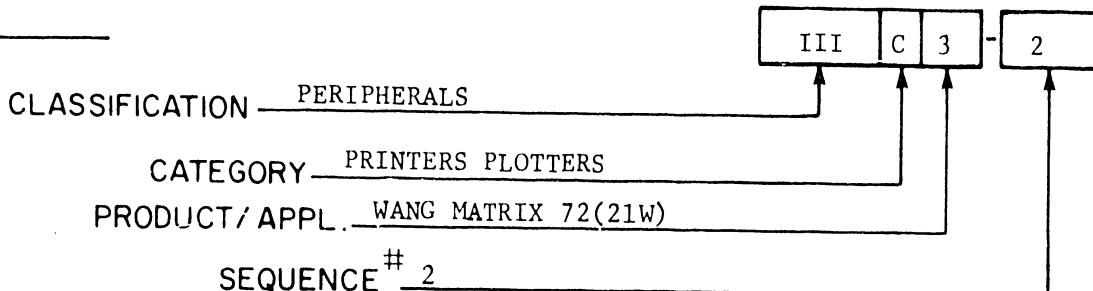 III C 3 - 2
CLASSIFICATION PERIPHERALS
CATEGORY PRINTERS PLOTTERS
PRODUCT/APPL. WANG MATRIX 72(21W)
SEQUENCE # 2